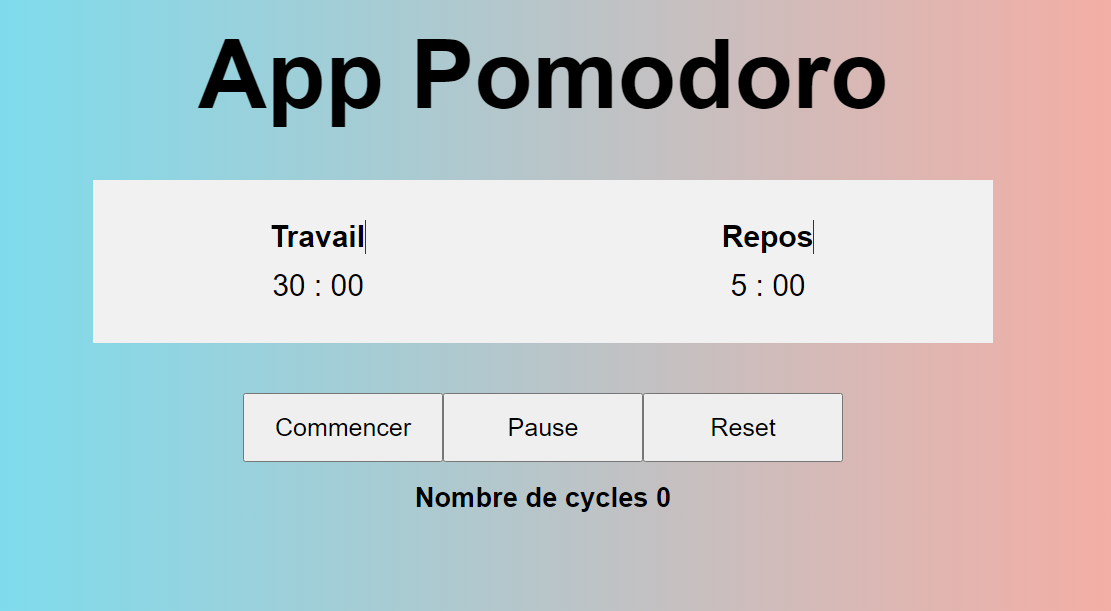 App Pomodoro
Travail Repos
30 : 00 5 : 00
Commencer Pause Reset
Nombre de cycles 0